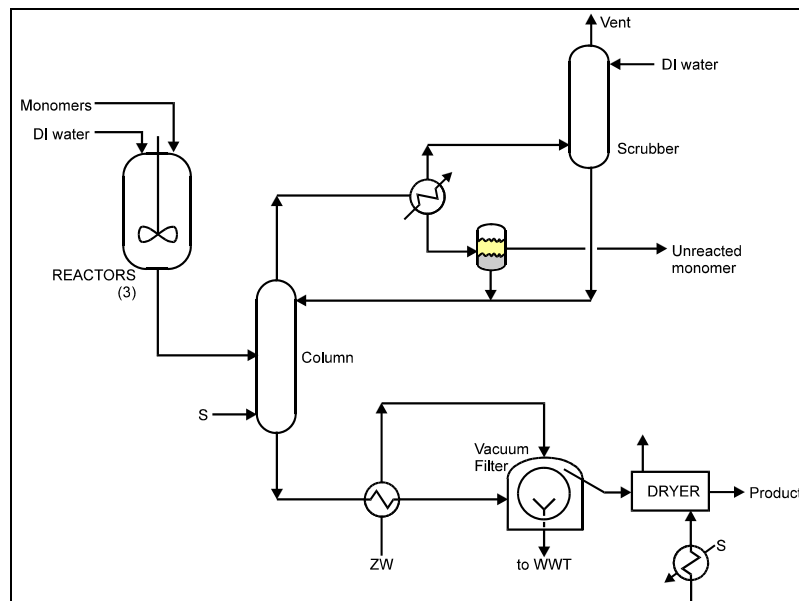 Vent
DI water
Monomers
DI water
Scrubber
Unreacted
monomer
REACTORS
(3)
Column
S
Vacuum
Filter
DRYER
Product
S
ZW
to WWT